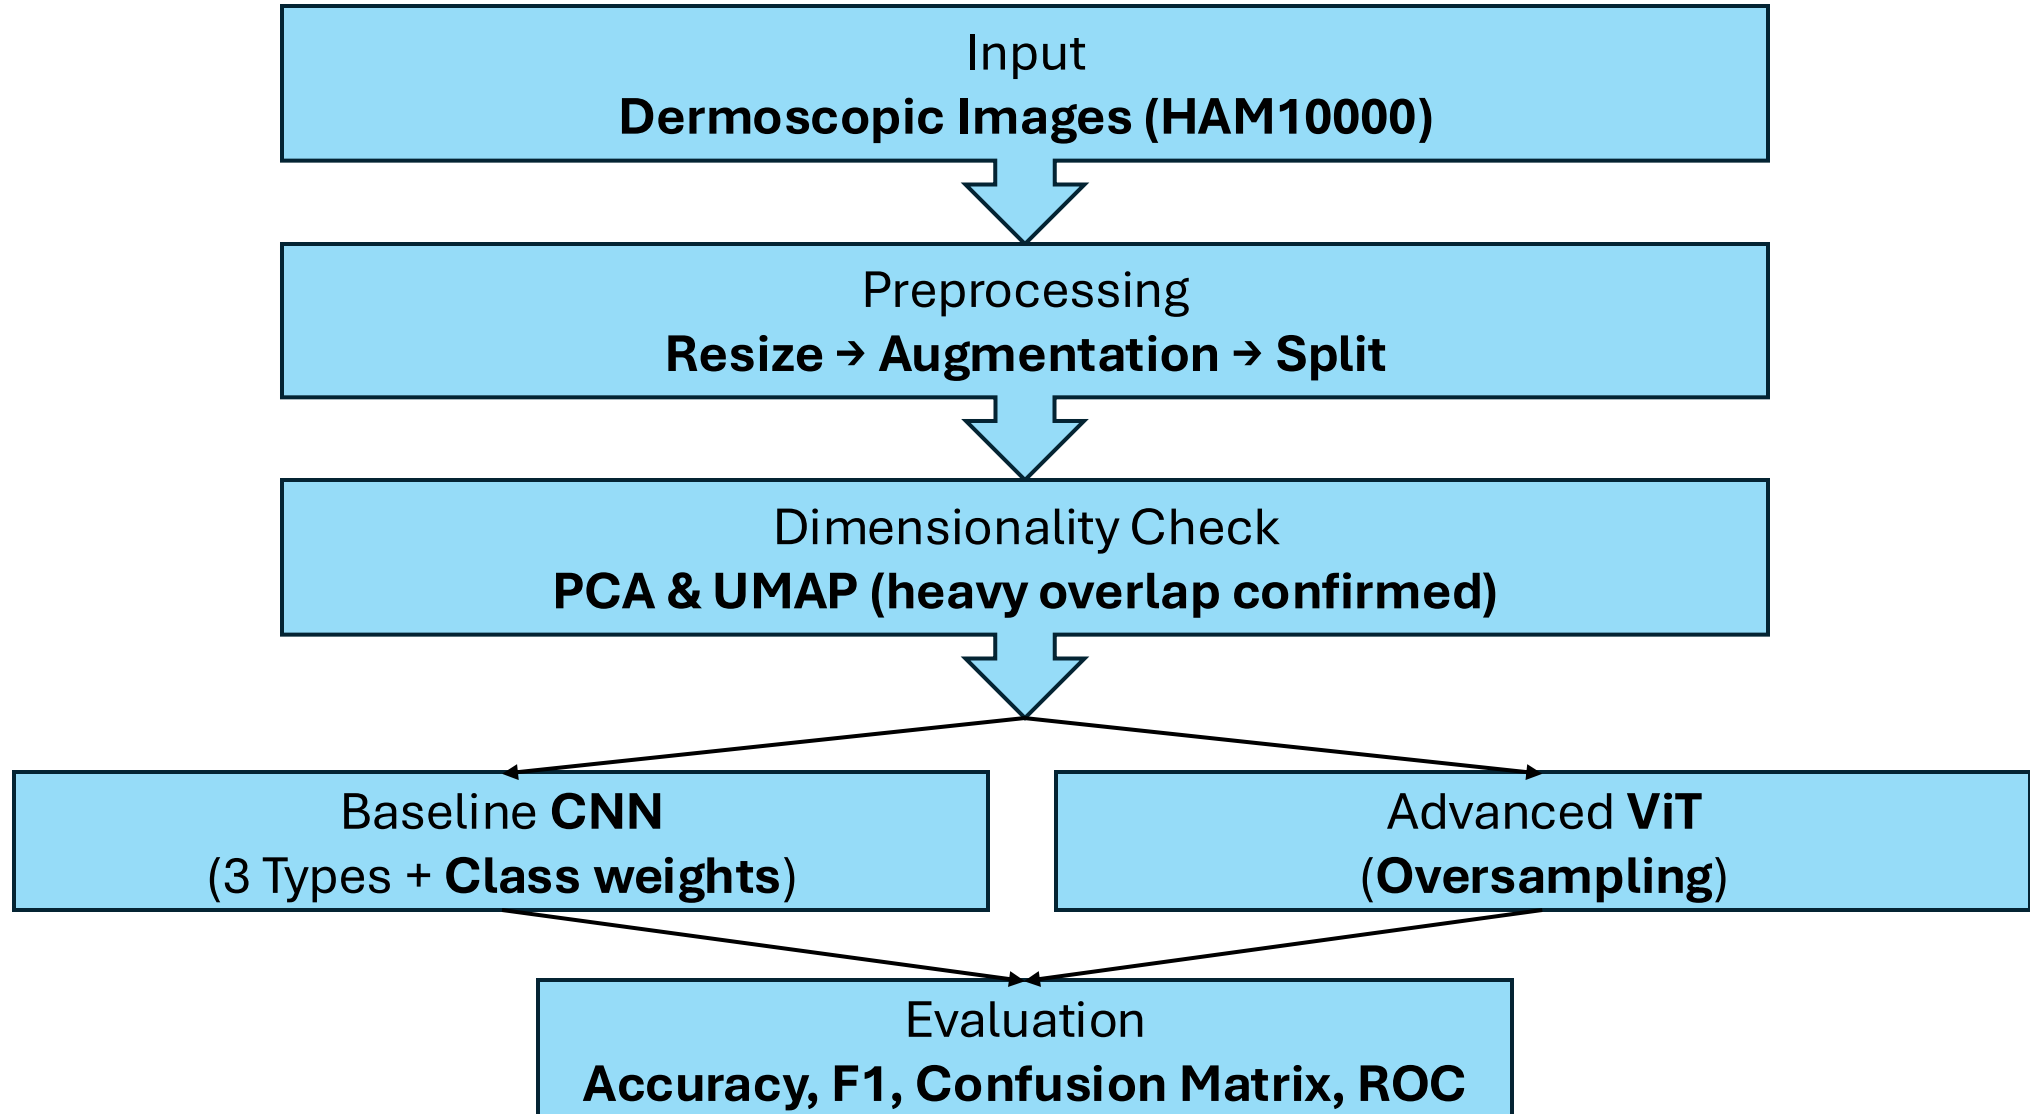 Input
Dermoscopic Images (HAM10000)
Preprocessing
Resize → Augmentation → Split
Dimensionality Check
PCA & UMAP (heavy overlap confirmed)
Baseline CNN
(3 Types + Class weights)
Advanced ViT
(Oversampling)
Evaluation
Accuracy, F1, Confusion Matrix, ROC